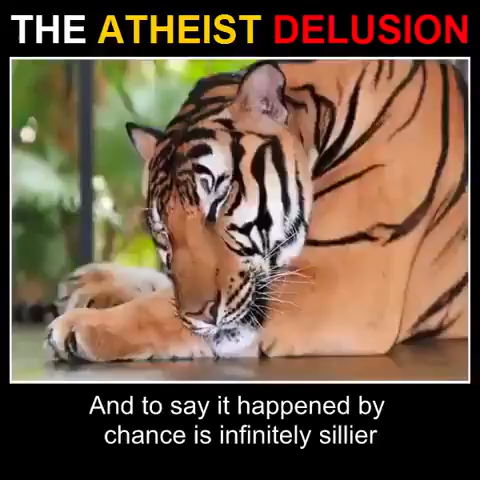 THE ATHEIST DELUSION
And to say it happened by
chance is infinitely sillier